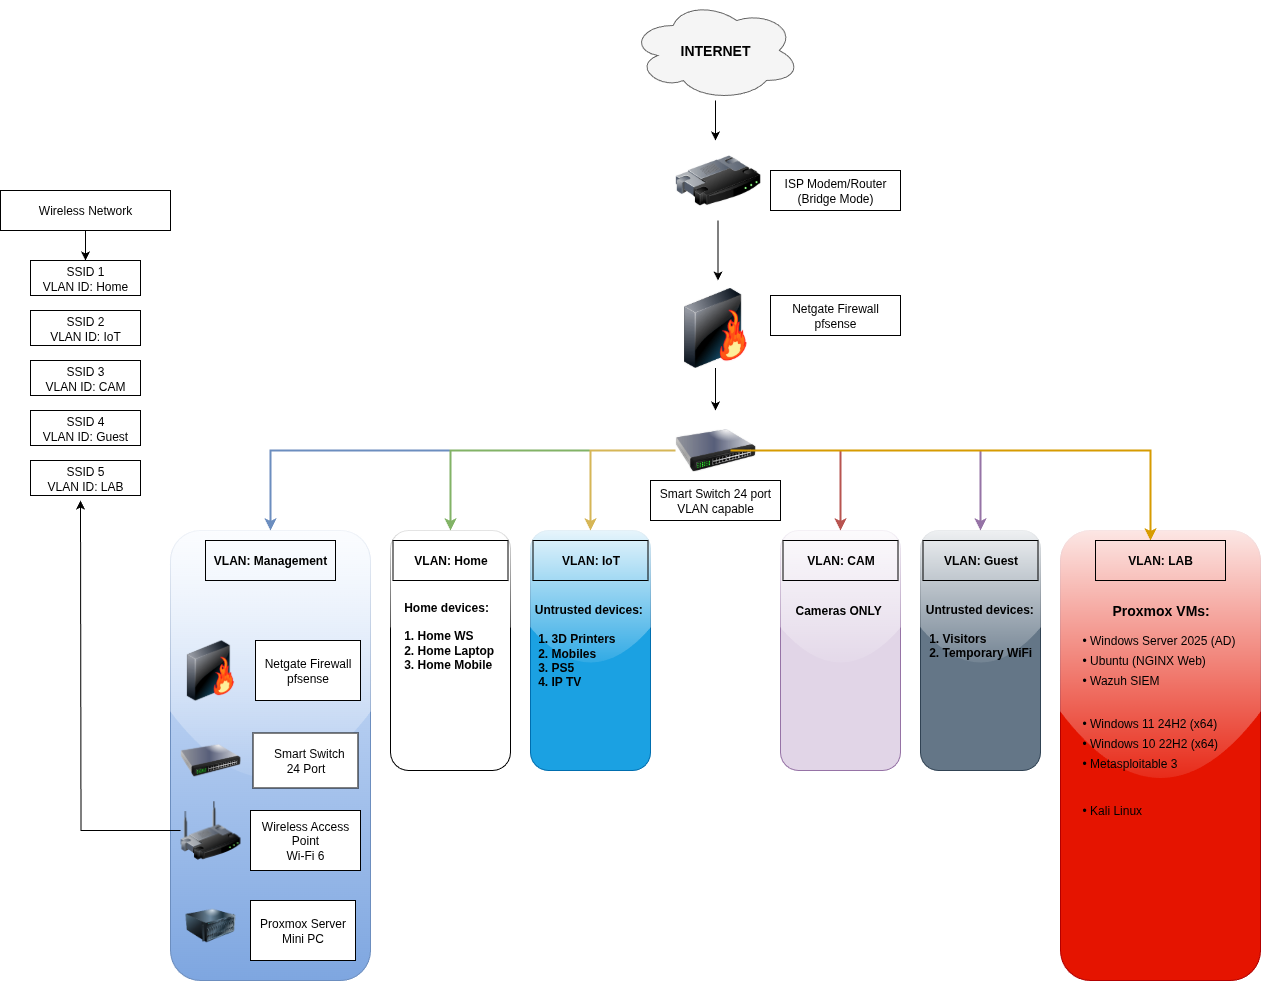 INTERNET
ISP Modem/Router
(Bridge Mode)
Netgate Firewall
pfsense
Smart Switch 24 port
VLAN capable
Wireless Network
SSID 1
VLAN ID: Home
SSID 2
VLAN ID: IoT
SSID 3
VLAN ID: CAM
SSID 4
VLAN ID: Guest
SSID 5
VLAN ID: LAB
VLAN: Management
Netgate Firewall
pfsense
Smart Switch
24 Port
Wireless Access
Point
Wi-Fi 6
Proxmox Server
Mini PC
VLAN: Home
Home devices:
1. Home WS
2. Home Laptop
3. Home Mobile
VLAN: IoT
Untrusted devices:
1. 3D Printers
2. Mobiles
3. PS5
4. IP TV
VLAN: CAM
Cameras ONLY
VLAN: Guest
Untrusted devices:
1. Visitors
2. Temporary WiFi
VLAN: LAB
Proxmox VMs:
• Windows Server 2025 (AD)
• Ubuntu (NGINX Web)
• Wazuh SIEM
• Windows 11 24H2 (x64)
• Windows 10 22H2 (x64)
• Metasploitable 3
• Kali Linux